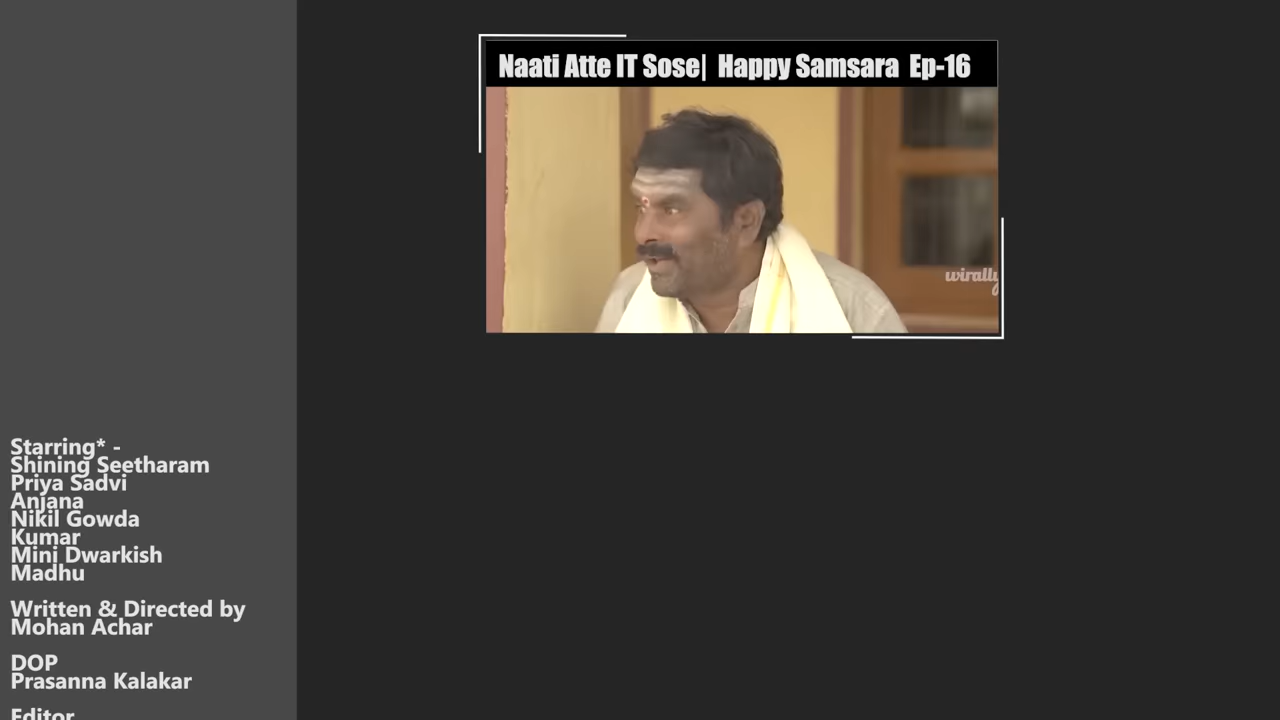 Naati Atte IT Sose| Happy Samsara Ep-16
wirally
Starring* -
Shining Seetharam
Priya Sadvi
Anjana
Nikil Gowda
Kumar
Mini Dwarkish
Madhu
Written & Directed by
Mohan Achar
DOP
Prasanna Kalakar
Editor